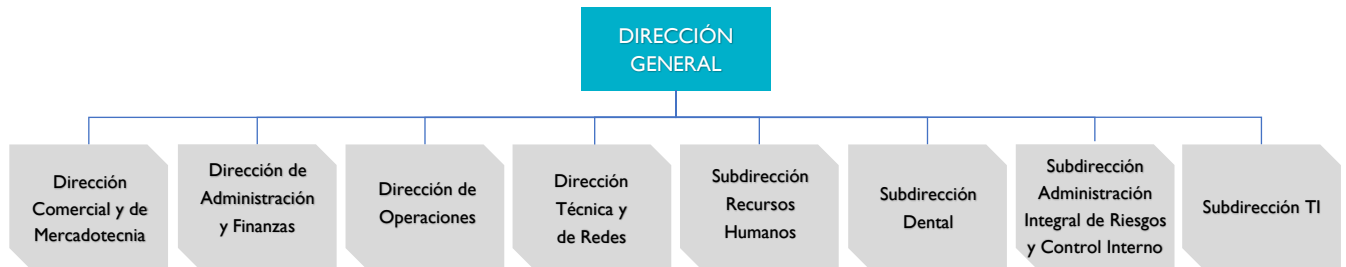 DIRECCIÓN
GENERAL
Dirección
Comercial y de
Mercadotecnia
Dirección de
Administración
y Finanzas
Dirección de
Operaciones
Dirección
Técnica y
de Redes
Subdirección
Recursos
Humanos
Subdirección
Dental
Subdirección
Administración
Integral de Riesgos
y Control Interno
Subdirección TI